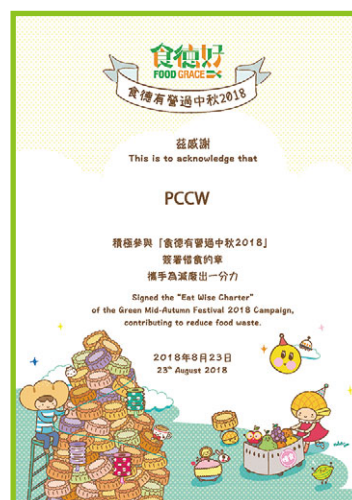 食德好
FOOD GRACE
食德有營過中秋2018
茲感謝
This is to acknowledge that
PCCW
積極參與「食德有營過中秋2018」
簽署惜食約章
攜手為減廢出一分力
Signed the "Eat Wise Charter"
of the Green Mid-Autumn Festival 2018 Campaign,
contributing to reduce food waste.
2018年8月23日
23th August 2018